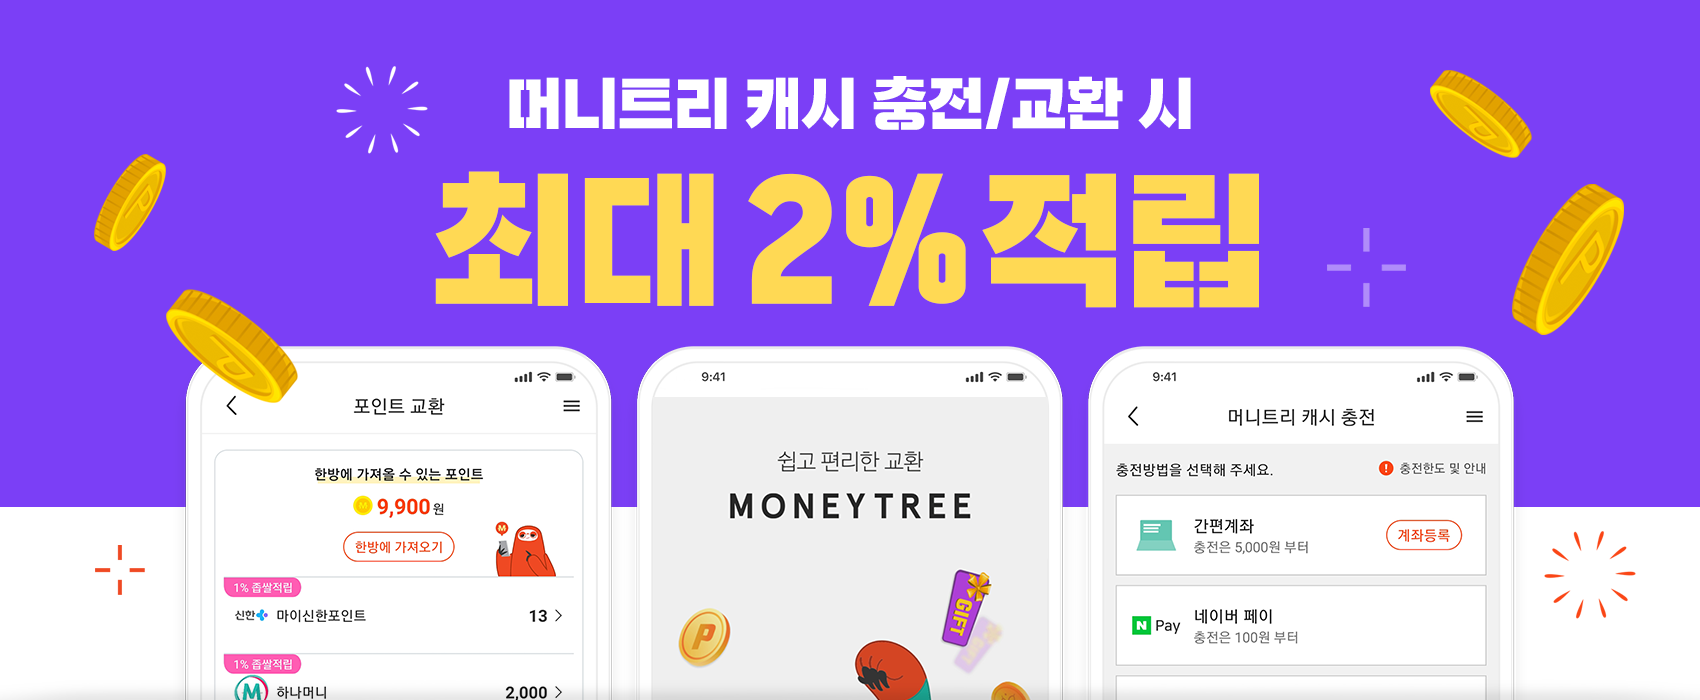 머니트리 캐시 충전/교환 시
최대 2% 적립
포인트 교환
한방에 가져올 수 있는 포인트
M 9,900 원
한방에 가져오기
M
1% 좁쌀적립
신한 마이신한포인트 13
1% 좁쌀적립
M 하나머니 2,000
9:41
쉽고 편리한 교환
MONEYTREE
GIFT
P
9:41
머니트리 캐시 충전
충전방법을 선택해 주세요.
! 충전한도 및 안내
간편계좌
충전은 5,000원 부터
계좌등록
N Pay
네이버 페이
충전은 100원 부터
P
P
P
P